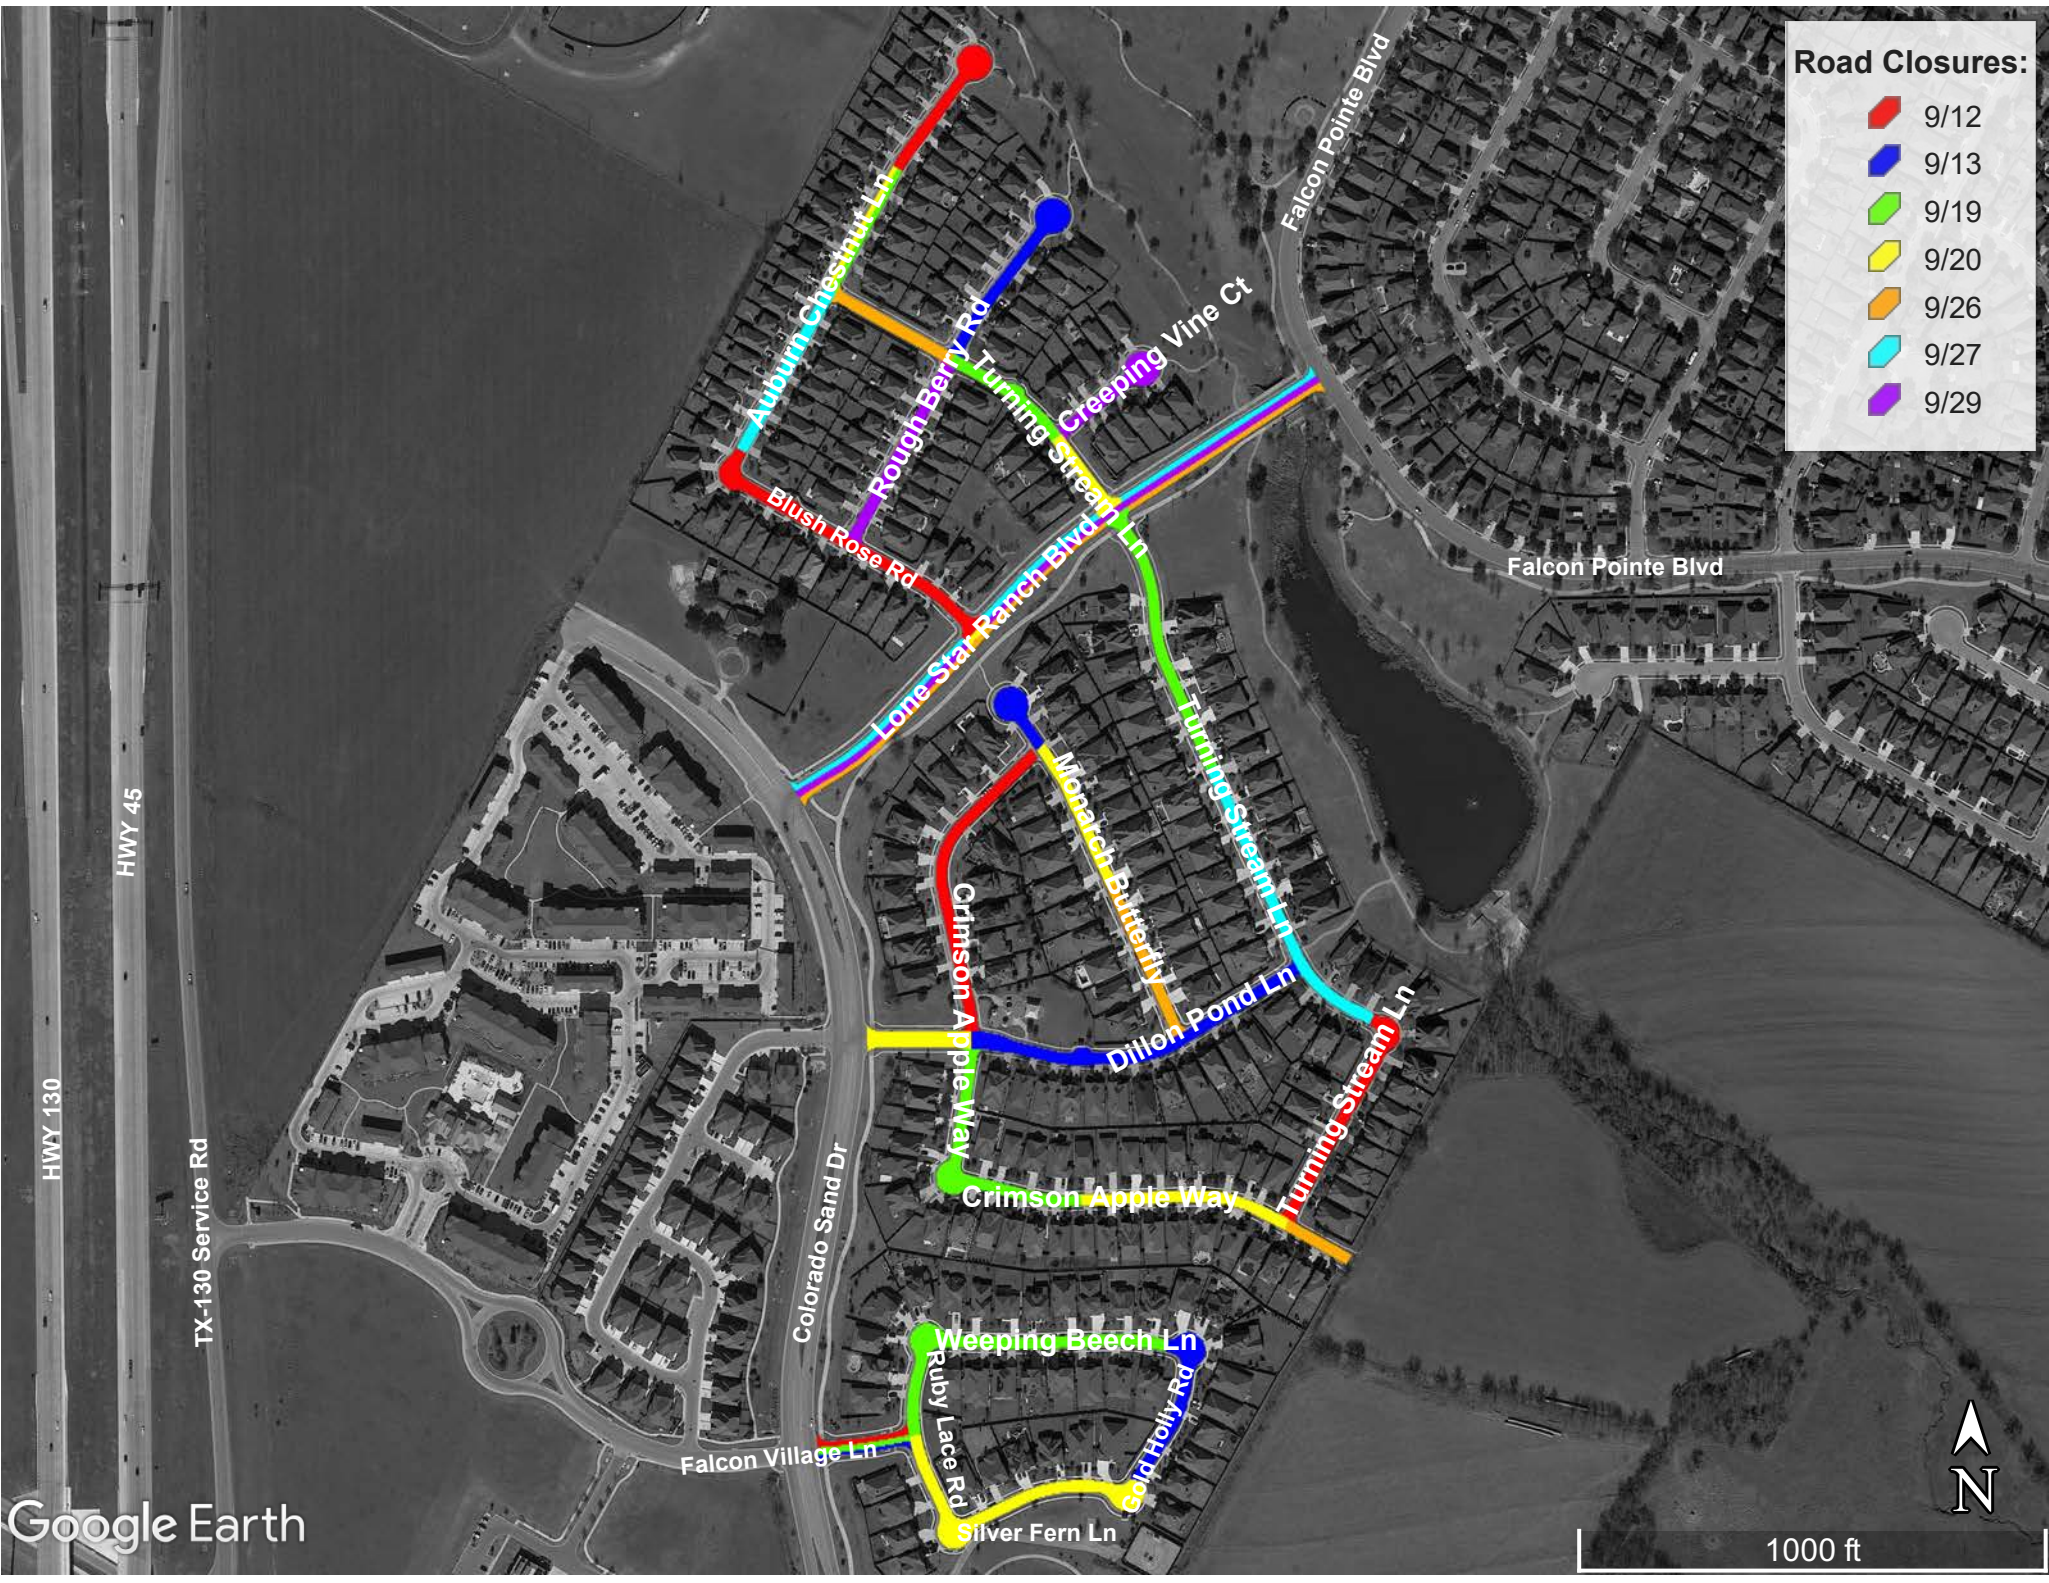 Road Closures:
9/12
9/13
9/19
9/20
9/26
9/27
9/29
Falcon Pointe Blvd
Auburn Chestnut Ln
Rough Berry Rd
Creeping Vine Ct
Turning Stream Ln
Blush Rose Rd
Lone Star Ranch Blvd
Falcon Pointe Blvd
Turning Stream Ln
Monarch Butterfly
Crimson Apple Way
Dillon Pond Ln
Turning Stream Ln
Crimson Apple Way
HWY 45
HWY 130
TX-130 Service Rd
Colorado Sand Dr
Weeping Beech Ln
Ruby Lace Rd
Gold Holly Rd
Falcon Village Ln
Silver Fern Ln
Google Earth
N
1000 ft